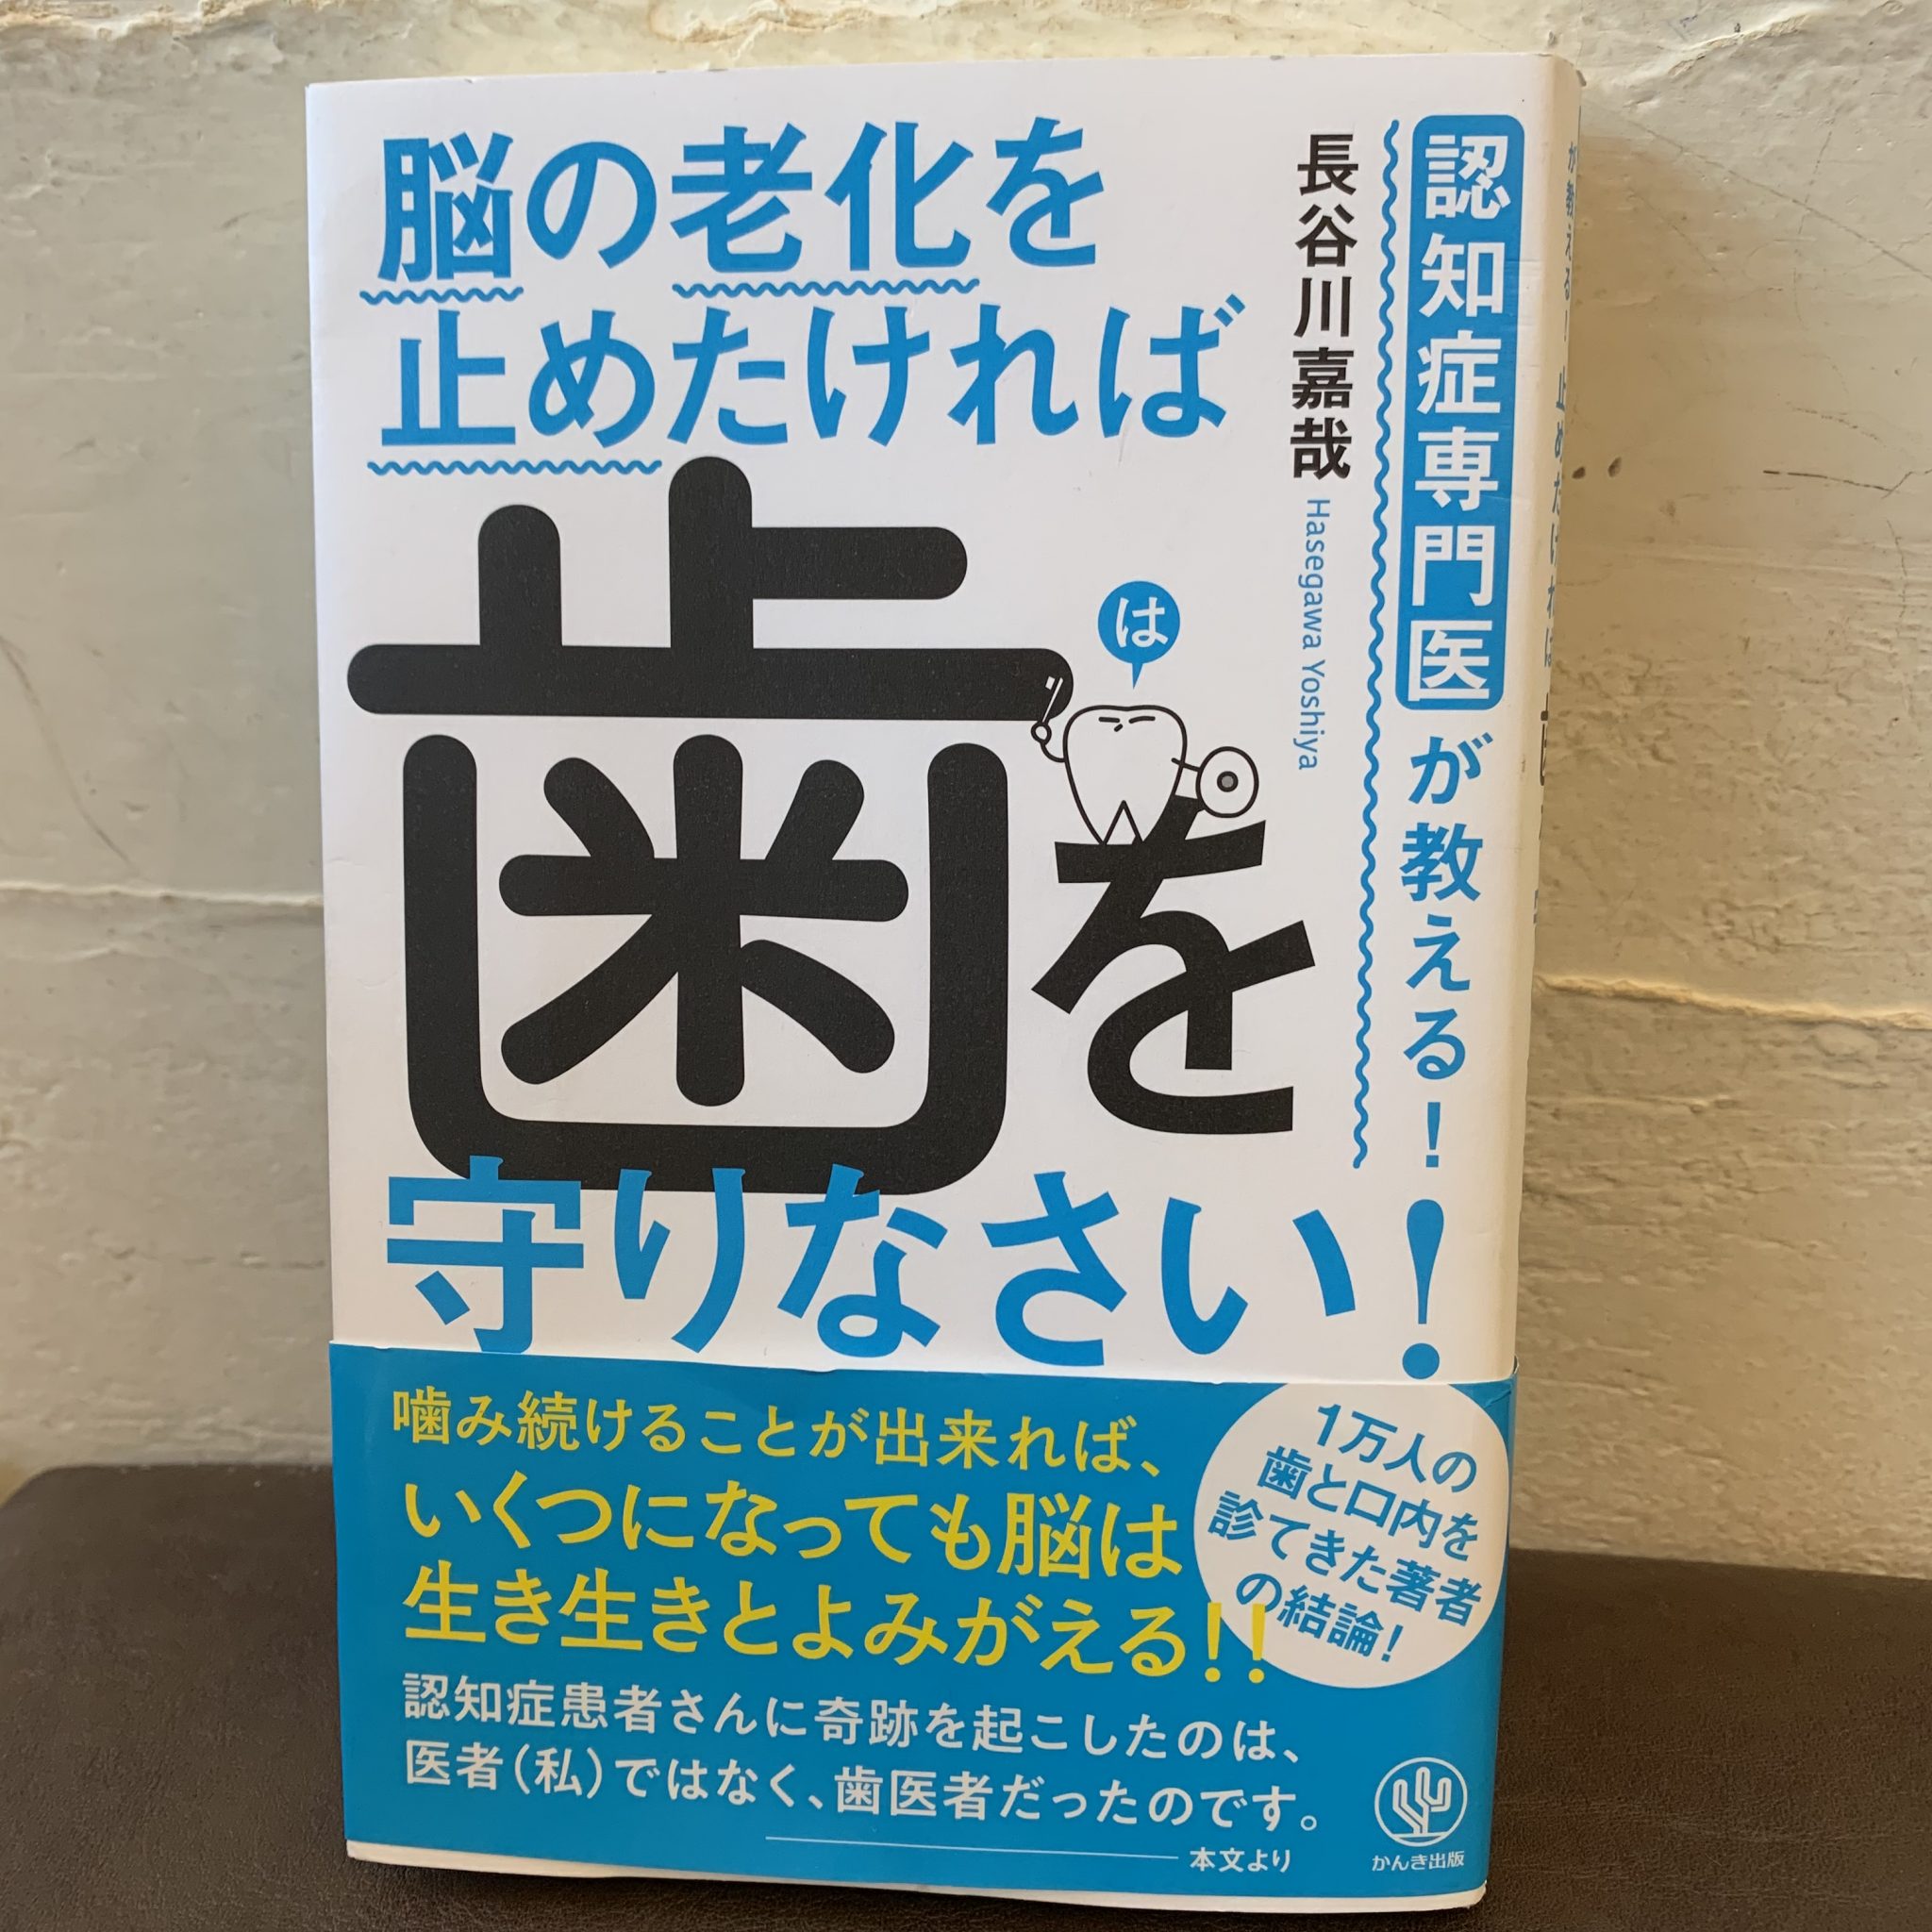 認知症専門医が教える!
長谷川嘉哉
Hasegawa Yoshiya
脳の老化を
止めたければ
歯を
は
守りなさい!
噛み続けることが出来れば、
いくつになっても脳は
生き生きとよみがえる!!
1万人の
歯と口内を
診てきた著者
の結論!
認知症患者さんに奇跡を起こしたのは、
医者(私)ではなく、歯医者だったのです。
本文より
かんき出版